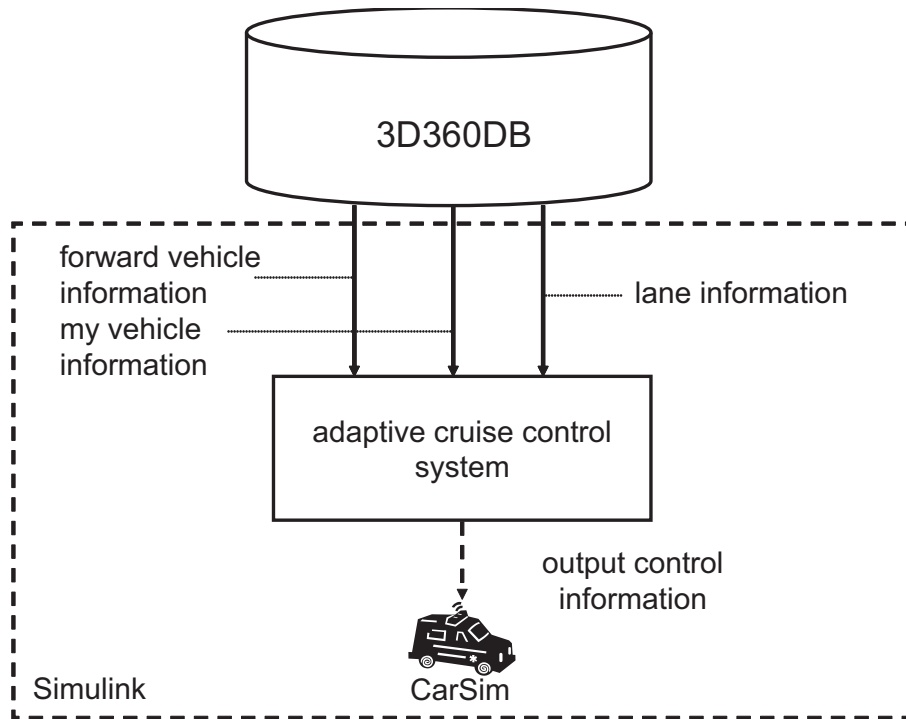 3D360DB
forward vehicle
information
my vehicle
information
lane information
adaptive cruise control
system
output control
information
CarSim
Simulink